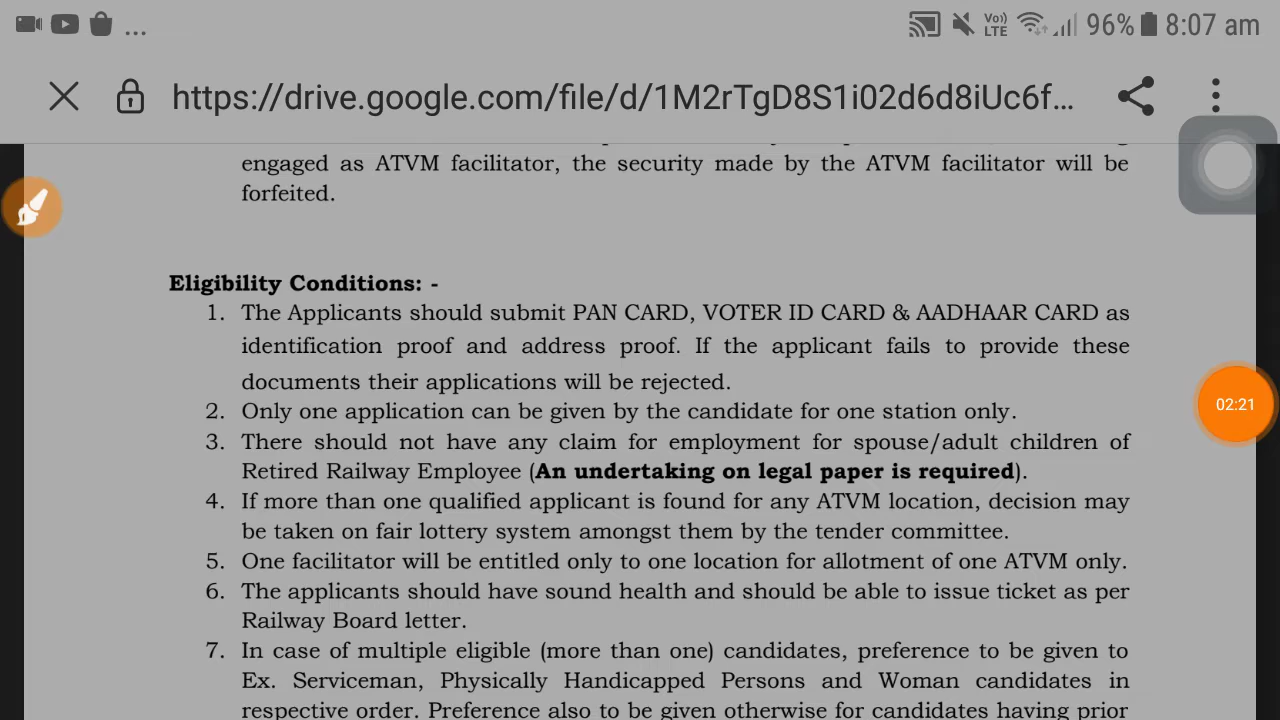 ...
Vo))
LTE
96%
8:07 am
https://drive.google.com/file/d/1M2rTgD8S1i02d6d8iUc6f...
engaged as ATVM facilitator, the security made by the ATVM facilitator will be
forfeited.
Eligibility Conditions: -
1. The Applicants should submit PAN CARD, VOTER ID CARD & AADHAAR CARD as
identification proof and address proof. If the applicant fails to provide these
documents their applications will be rejected.
2. Only one application can be given by the candidate for one station only.
3. There should not have any claim for employment for spouse/adult children of
Retired Railway Employee (An undertaking on legal paper is required).
02:21
4. If more than one qualified applicant is found for any ATVM location, decision may
be taken on fair lottery system amongst them by the tender committee.
5. One facilitator will be entitled only to one location for allotment of one ATVM only.
6. The applicants should have sound health and should be able to issue ticket as per
Railway Board letter.
7. In case of multiple eligible (more than one) candidates, preference to be given to
Ex. Serviceman, Physically Handicapped Persons and Woman candidates in
respective order. Preference also to be given otherwise for candidates having prior